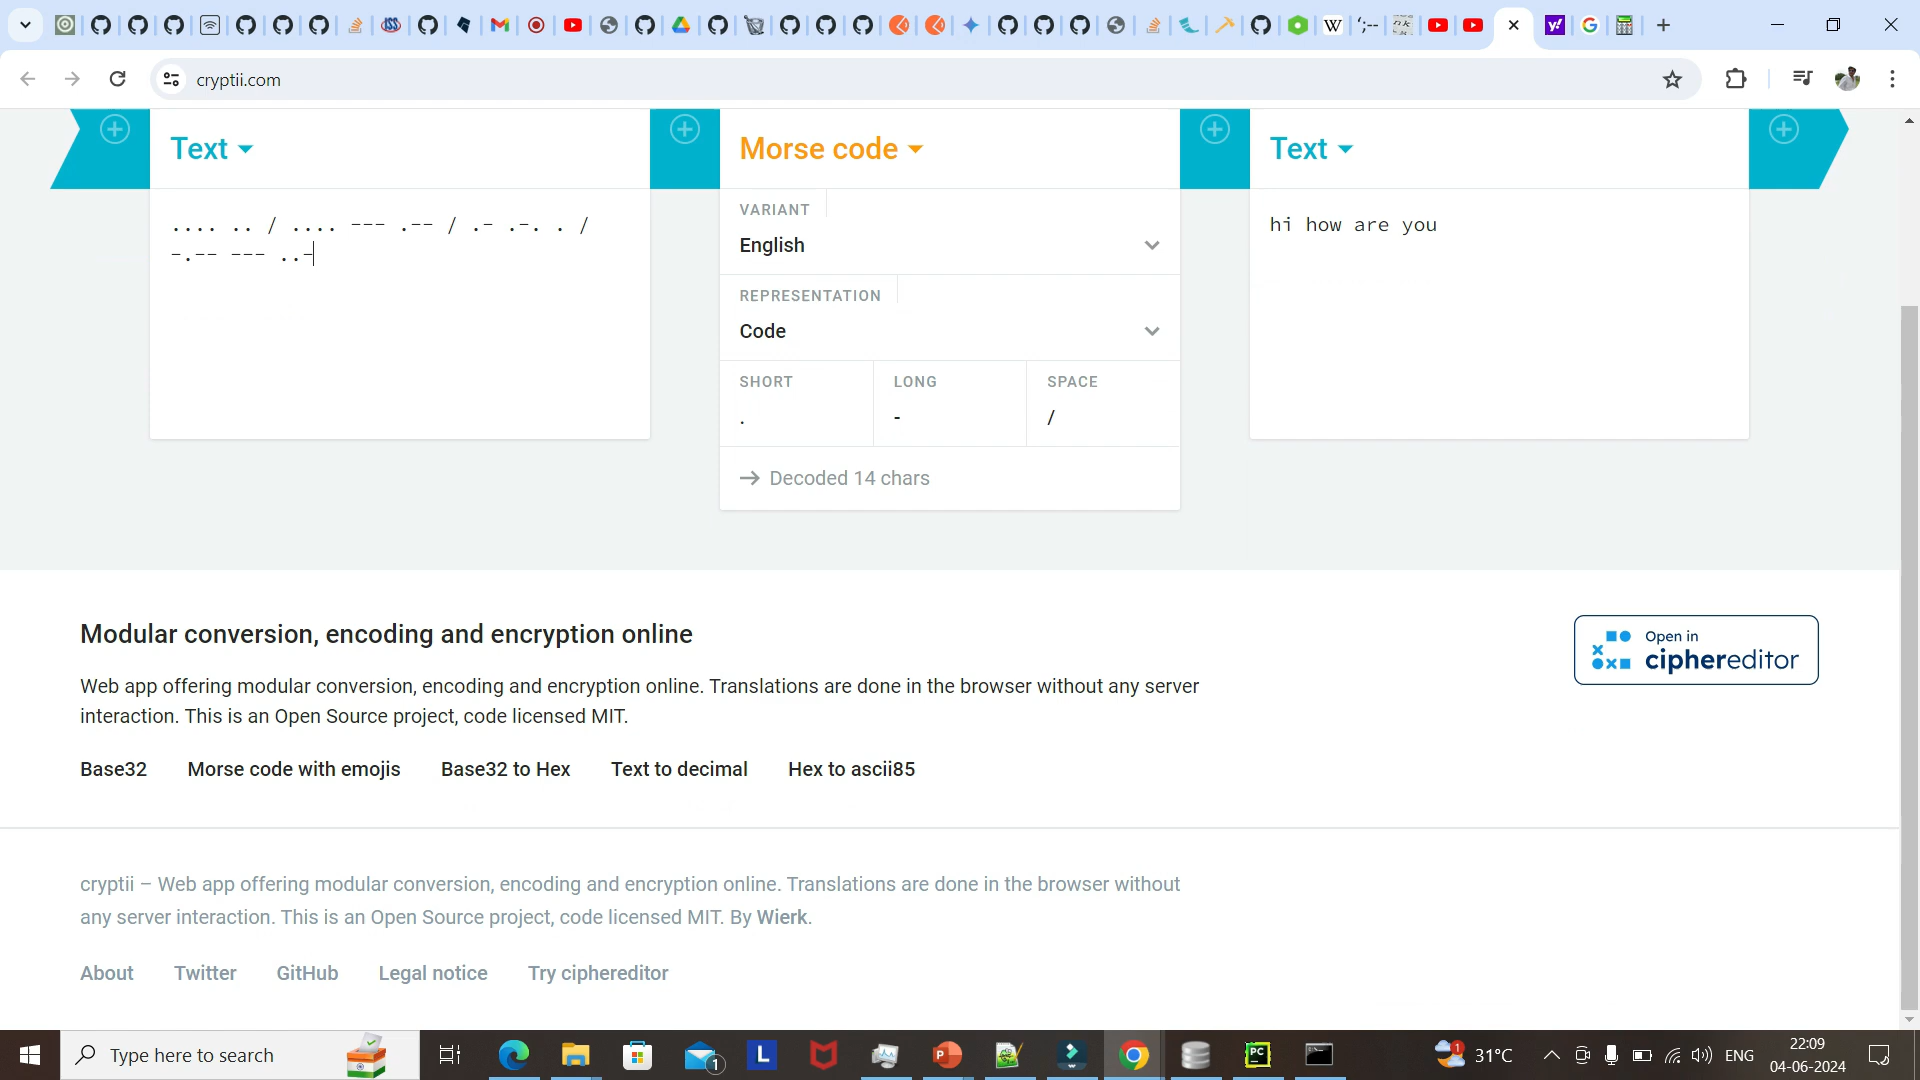 cryptii.com
Text
Morse code
Text
.... .. / .... --- .-- / .- .-. . /
-.-- --- ..-
VARIANT
English
REPRESENTATION
Code
SHORT LONG SPACE
. - /
Decoded 14 chars
hi how are you
Modular conversion, encoding and encryption online
Web app offering modular conversion, encoding and encryption online. Translations are done in the browser without any server
interaction. This is an Open Source project, code licensed MIT.
Base32 Morse code with emojis Base32 to Hex Text to decimal Hex to ascii85
Open in
ciphereditor
cryptii – Web app offering modular conversion, encoding and encryption online. Translations are done in the browser without
any server interaction. This is an Open Source project, code licensed MIT. By Wierk.
About Twitter GitHub Legal notice Try ciphereditor
Type here to search
31°C
ENG
22:09
04-06-2024